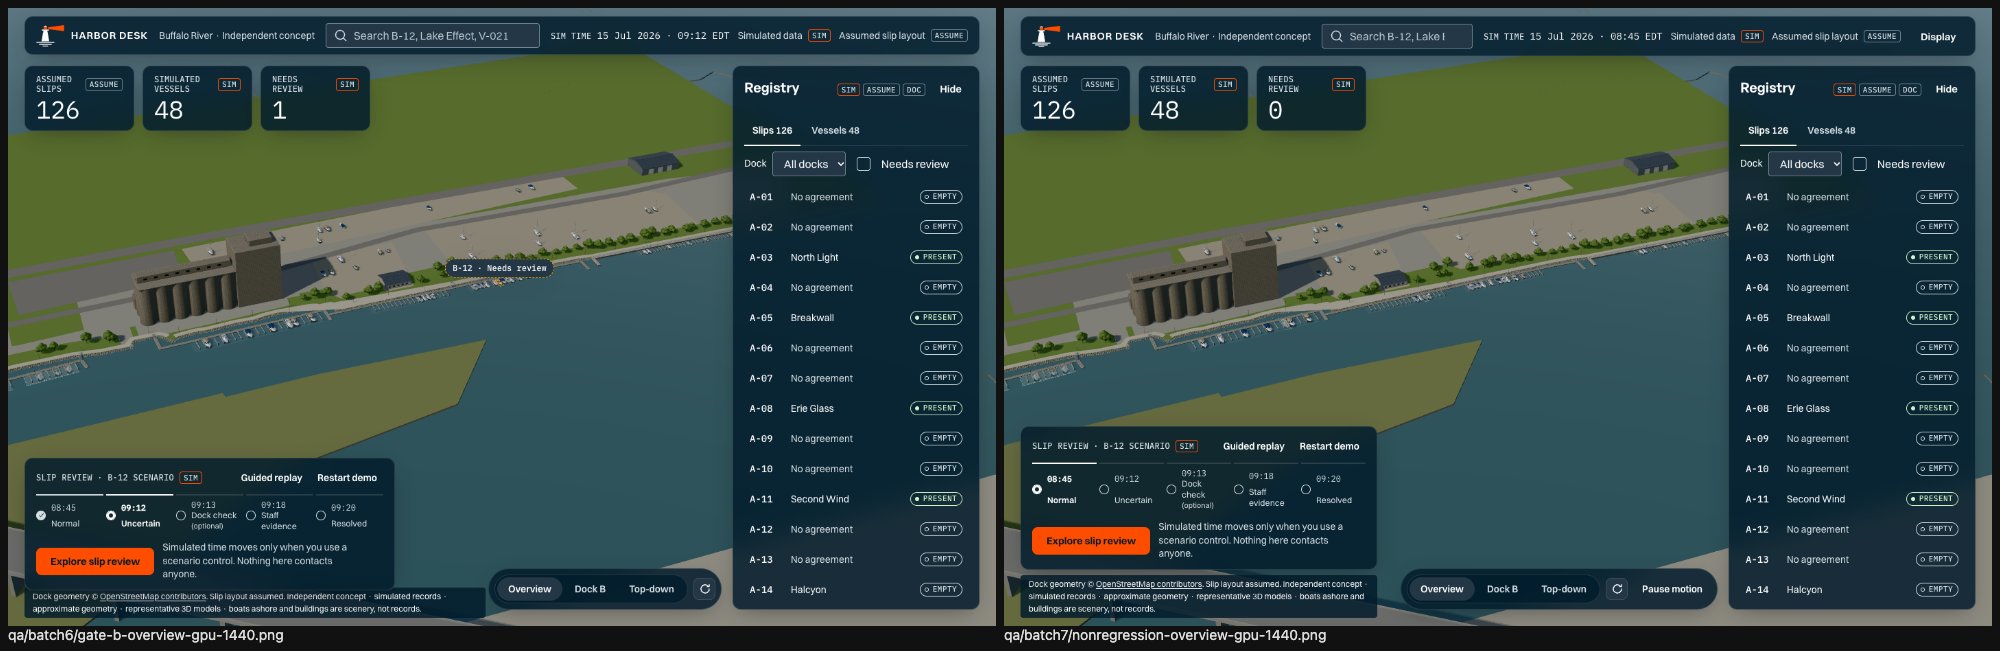 HARBOR DESK Buffalo River · Independent concept Search B-12, Lake Effect, V-021 SIM TIME 15 Jul 2026 · 09:12 EDT Simulated data SIM Assumed slip layout ASSUME
ASSUMED SLIPS ASSUME
126
SIMULATED VESSELS SIM
48
NEEDS REVIEW SIM
1
B-12 · Needs review
Registry SIM ASSUME DOC Hide
Slips 126 Vessels 48
Dock All docks Needs review
A-01 No agreement EMPTY
A-02 No agreement EMPTY
A-03 North Light PRESENT
A-04 No agreement EMPTY
A-05 Breakwall PRESENT
A-06 No agreement EMPTY
A-07 No agreement EMPTY
A-08 Erie Glass PRESENT
A-09 No agreement EMPTY
A-10 No agreement EMPTY
A-11 Second Wind PRESENT
A-12 No agreement EMPTY
A-13 No agreement EMPTY
A-14 Halcyon EMPTY
SLIP REVIEW · B-12 SCENARIO SIM Guided replay Restart demo
08:45 Normal
09:12 Uncertain
09:13 Dock check (optional)
09:18 Staff evidence
09:20 Resolved
Explore slip review
Simulated time moves only when you use a
scenario control. Nothing here contacts
anyone.
Dock geometry © OpenStreetMap contributors. Slip layout assumed. Independent concept · simulated records ·
approximate geometry · representative 3D models · boats ashore and buildings are scenery, not records.
Overview Dock B Top-down
qa/batch6/gate-b-overview-gpu-1440.png
HARBOR DESK Buffalo River · Independent concept Search B-12, Lake E SIM TIME 15 Jul 2026 · 08:45 EDT Simulated data SIM Assumed slip layout ASSUME Display
ASSUMED SLIPS ASSUME
126
SIMULATED VESSELS SIM
48
NEEDS REVIEW SIM
0
Registry SIM ASSUME DOC Hide
Slips 126 Vessels 48
Dock All docks Needs review
A-01 No agreement EMPTY
A-02 No agreement EMPTY
A-03 North Light PRESENT
A-04 No agreement EMPTY
A-05 Breakwall PRESENT
A-06 No agreement EMPTY
A-07 No agreement EMPTY
A-08 Erie Glass PRESENT
A-09 No agreement EMPTY
A-10 No agreement EMPTY
A-11 Second Wind PRESENT
A-12 No agreement EMPTY
A-13 No agreement EMPTY
A-14 Halcyon EMPTY
SLIP REVIEW · B-12 SCENARIO SIM Guided replay Restart demo
08:45 Normal
09:12 Uncertain
09:13 Dock check (optional)
09:18 Staff evidence
09:20 Resolved
Explore slip review
Simulated time moves only when you use a
scenario control. Nothing here contacts
anyone.
Dock geometry © OpenStreetMap contributors. Slip layout assumed. Independent concept ·
simulated records · approximate geometry · representative 3D models · boats ashore and
buildings are scenery, not records.
Overview Dock B Top-down Pause motion
qa/batch7/nonregression-overview-gpu-1440.png